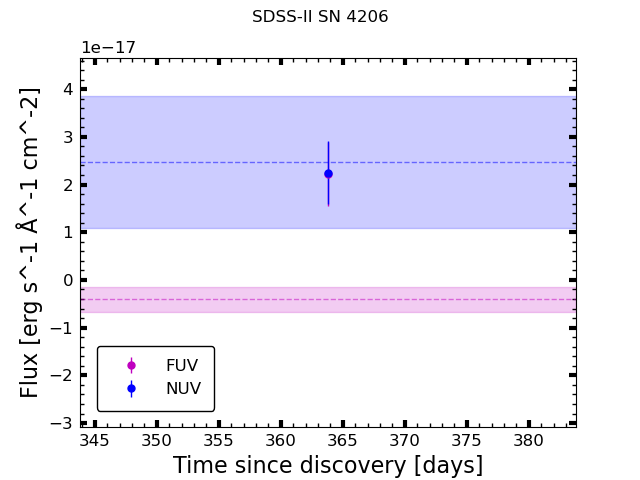 SDSS-II SN 4206
1e−17
4
3
2
1
0
−1
−2
−3
Flux [erg s^-1 Å^-1 cm^-2]
FUV
NUV
345 350 355 360 365 370 375 380
Time since discovery [days]